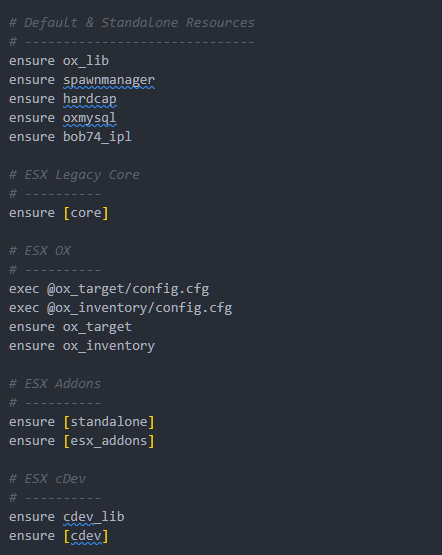 # Default & Standalone Resources
# ------------------------------
ensure ox_lib
ensure spawnmanager
ensure hardcap
ensure oxmysql
ensure bob74_ipl
# ESX Legacy Core
# ----------
ensure [core]
# ESX OX
# ----------
exec @ox_target/config.cfg
exec @ox_inventory/config.cfg
ensure ox_target
ensure ox_inventory
# ESX Addons
# ----------
ensure [standalone]
ensure [esx_addons]
# ESX cDev
# ----------
ensure cdev_lib
ensure [cdev]